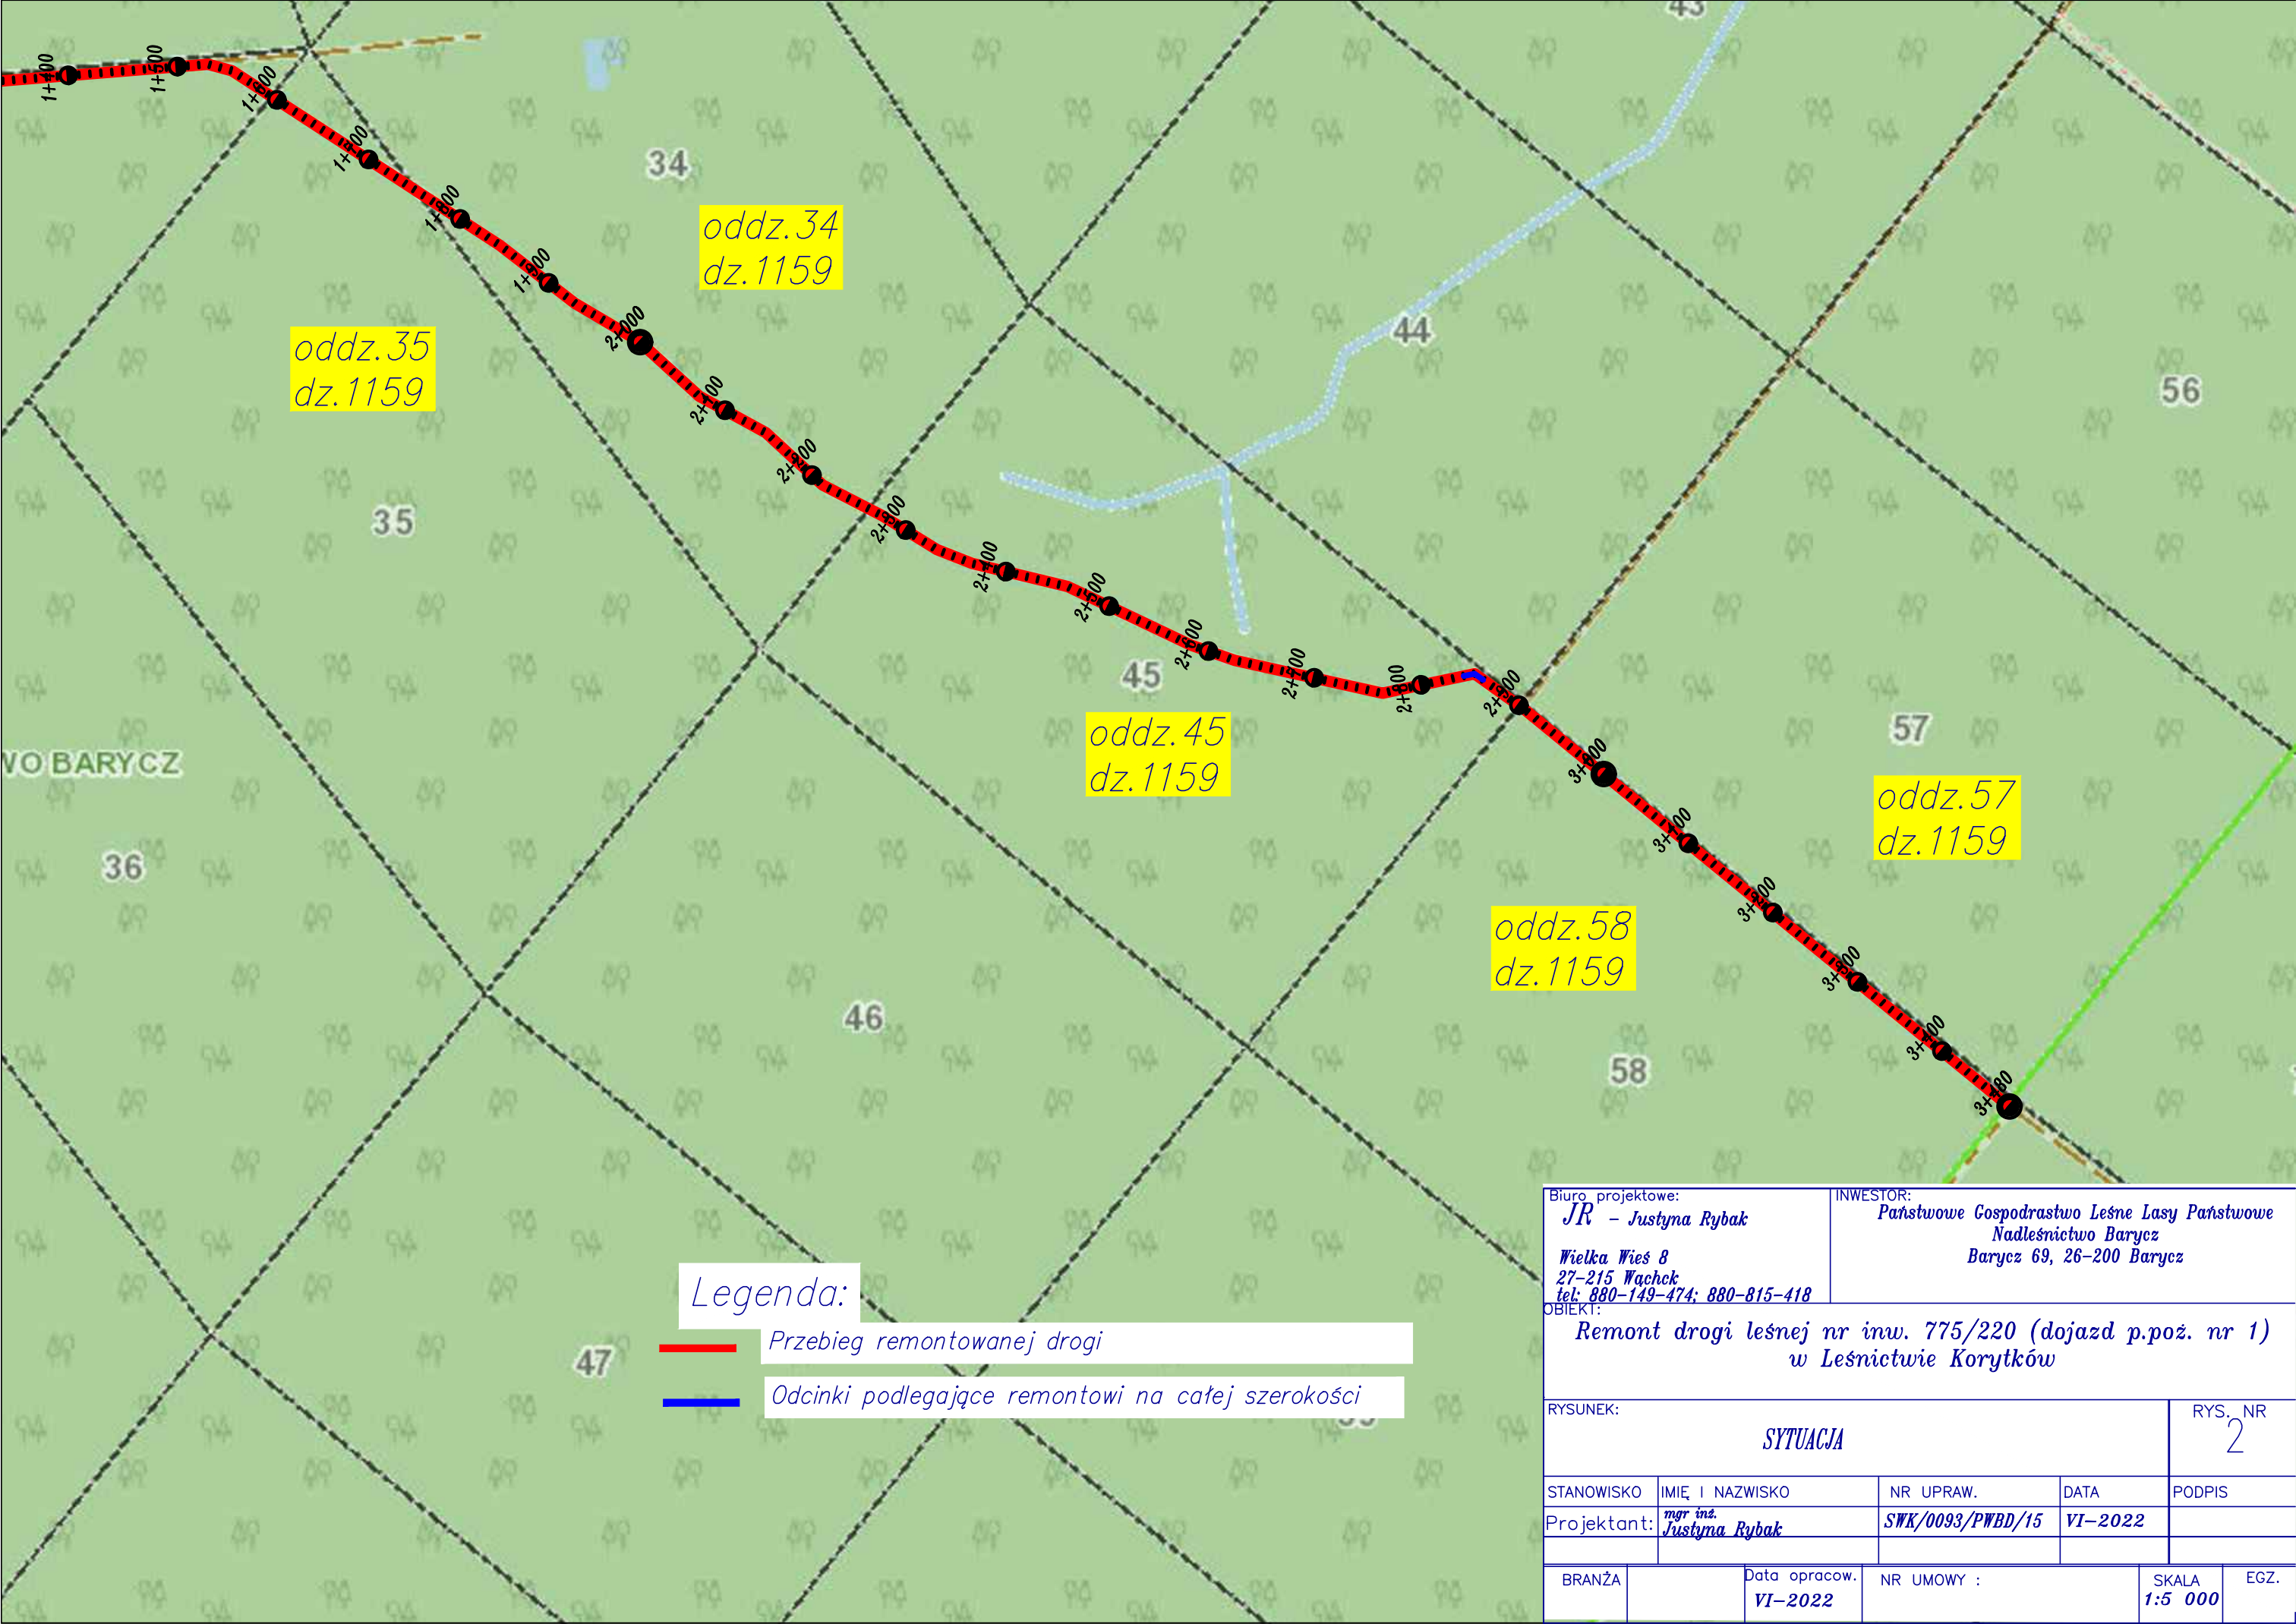 43
1+400
1+500
1+600
1+700
1+800
1+900
2+000
2+100
2+200
2+300
2+400
2+500
2+600
2+700
2+800
2+900
3+000
3+100
3+200
3+300
3+400
3+480
34
oddz.34
dz.1159
oddz.35
dz.1159
35
44
56
45
oddz.45
dz.1159
57
oddz.57
dz.1159
WO BARYCZ
36
oddz.58
dz.1159
46
58
47
Legenda:
Przebieg remontowanej drogi
Odcinki podlegające remontowi na całej szerokości
Biuro projektowe:
JR - Justyna Rybak
Wielka Wieś 8
27-215 Wąchck
tel: 880-149-474; 880-815-418
INWESTOR:
Państwowe Gospodrastwo Leśne Lasy Państwowe
Nadleśnictwo Barycz
Barycz 69, 26-200 Barycz
OBIEKT:
Remont drogi leśnej nr inw. 775/220 (dojazd p.poż. nr 1)
w Leśnictwie Korytków
RYSUNEK:
SYTUACJA
RYS. NR
2
STANOWISKO IMIĘ I NAZWISKO NR UPRAW. DATA PODPIS
Projektant: mgr inż. Justyna Rybak SWK/0093/PWBD/15 VI-2022
BRANŻA Data opracow. NR UMOWY : SKALA EGZ.
VI-2022 1:5 000